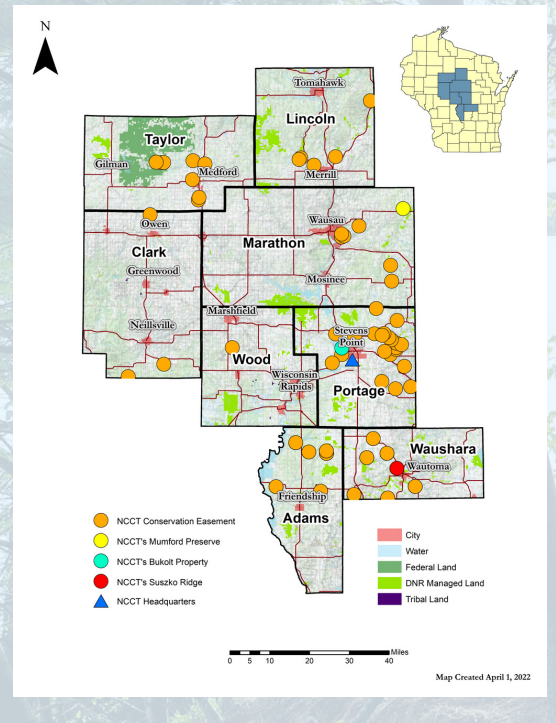 N
Tomahawk
Lincoln
Taylor
Gilman
Medford
Merrill
Owen
Wausau
Marathon
Clark
Greenwood
Mosinee
Marshfield
Neillsville
Stevens
Point
Wood
Wisconsin
Rapids
Portage
Waushara
Wautoma
Friendship
Adams
NCCT Conservation Easement
NCCT's Mumford Preserve
NCCT's Bukolt Property
NCCT's Suszko Ridge
NCCT Headquarters
City
Water
Federal Land
DNR Managed Land
Tribal Land
Miles
0 5 10 20 30 40
Map Created April 1, 2022